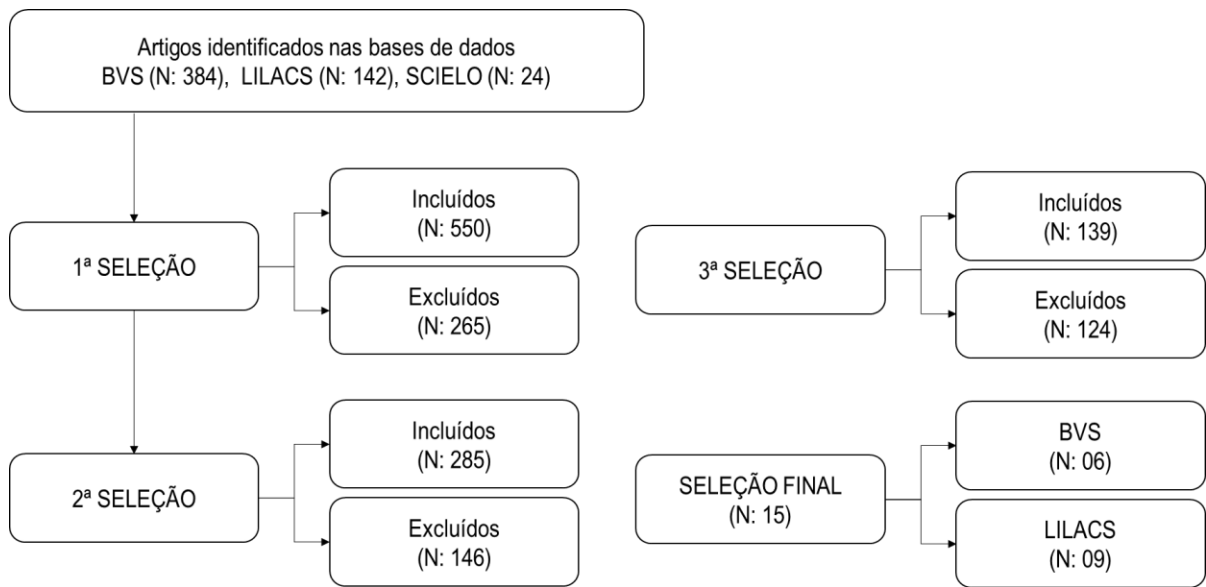 Artigos identificados nas bases de dados
BVS (N: 384), LILACS (N: 142), SCIELO (N: 24)
1ª SELEÇÃO
Incluídos
(N: 550)
Excluídos
(N: 265)
2ª SELEÇÃO
Incluídos
(N: 285)
Excluídos
(N: 146)
3ª SELEÇÃO
Incluídos
(N: 139)
Excluídos
(N: 124)
SELEÇÃO FINAL
(N: 15)
BVS
(N: 06)
LILACS
(N: 09)